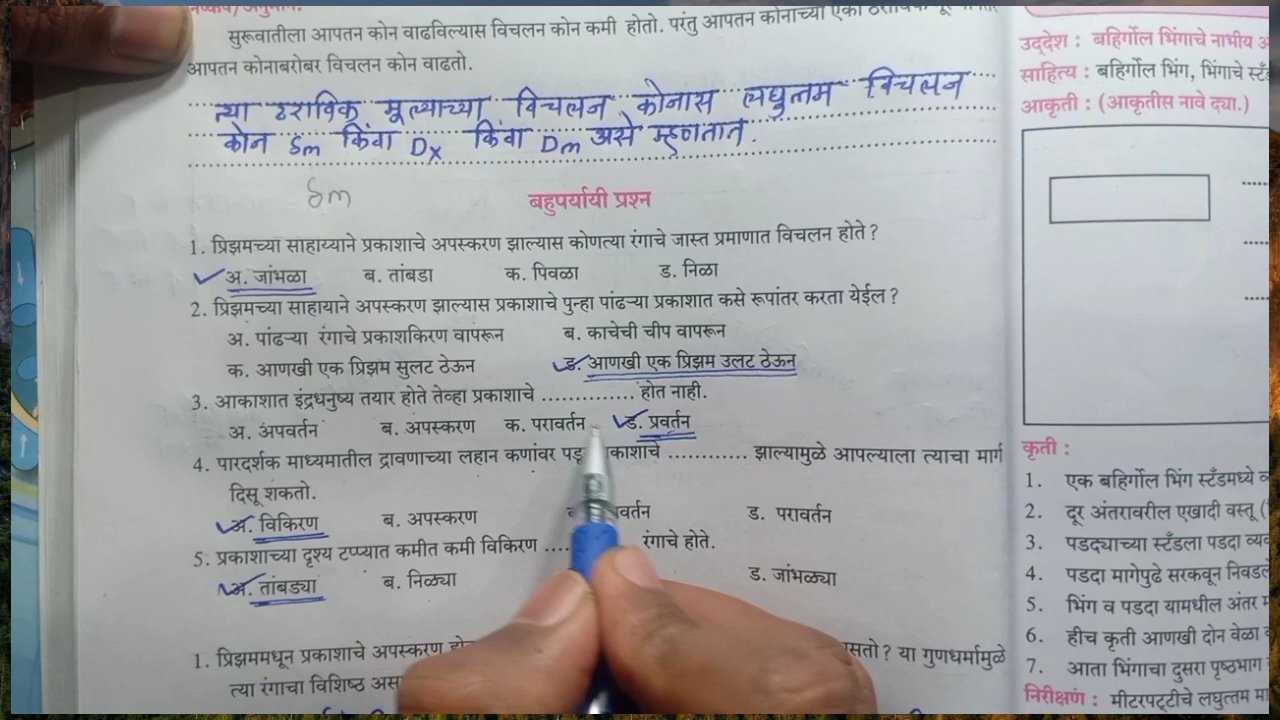 सुरूवातीला आपतन कोन वाढविल्यास विचलन कोन कमी होतो. परंतु आपतन कोनाच्या
आपतन कोनाबरोबर विचलन कोन वाढतो.
त्या ठराविक मूल्याच्या विचलन कोनास लघुत्तम विचलन
कोन δm किंवा Dx किंवा Dm असे म्हणतात.
δm
बहुपर्यायी प्रश्न
1. प्रिझमच्या साहाय्याने प्रकाशाचे अपस्करण झाल्यास कोणत्या रंगाचे जास्त प्रमाणात विचलन होते ?
अ. जांभळा ब. तांबडा क. पिवळा ड. निळा
2. प्रिझमच्या साहायाने अपस्करण झाल्यास प्रकाशाचे पुन्हा पांढऱ्या प्रकाशात कसे रूपांतर करता येईल ?
अ. पांढऱ्या रंगाचे प्रकाशकिरण वापरून ब. काचेची चीप वापरून
क. आणखी एक प्रिझम सुलट ठेऊन ड. आणखी एक प्रिझम उलट ठेऊन
3. आकाशात इंद्रधनुष्य तयार होते तेव्हा प्रकाशाचे .............. होत नाही.
अ. अपवर्तन ब. अपस्करण क. परावर्तन ड. प्रवर्तन
4. पारदर्शक माध्यमातील द्रावणाच्या लहान कणांवर ............ झाल्यामुळे आपल्याला त्याचा मार्ग
दिसू शकतो.
अ. विकिरण ब. अपस्करण ड. परावर्तन
5. प्रकाशाच्या दृश्य टप्प्यात कमीत कमी विकिरण .... रंगाचे होते.
अ. तांबड्या ब. निळ्या ड. जांभळ्या
1. प्रिझममधून प्रकाशाचे अपस्करण या गुणधर्मामुळे
त्या रंगाचा विशिष्ठ
उद्देश : बहिर्गोल भिंगाचे नाभीय
साहित्य : बहिर्गोल भिंग, भिंगाचे
आकृती : (आकृतीस नावे द्या.)
कृती :
1. एक बहिर्गोल भिंग स्टँडमध्ये
2. दूर अंतरावरील एखादी वस्तू
3. पडद्याच्या स्टँडला पडदा
4. पडदा मागेपुढे सरकवून
5. भिंग व पडदा यामधील अंतर
6. हीच कृती आणखी दोन वेळा
7. आता भिंगाचा दुसरा पृष्ठभाग
निरीक्षणं : मीटरपट्टीचे लघुत्तम